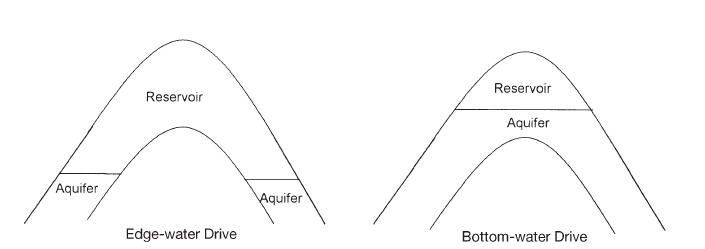 Reservoir
Aquifer
Aquifer
Edge-water Drive
Reservoir
Aquifer
Bottom-water Drive